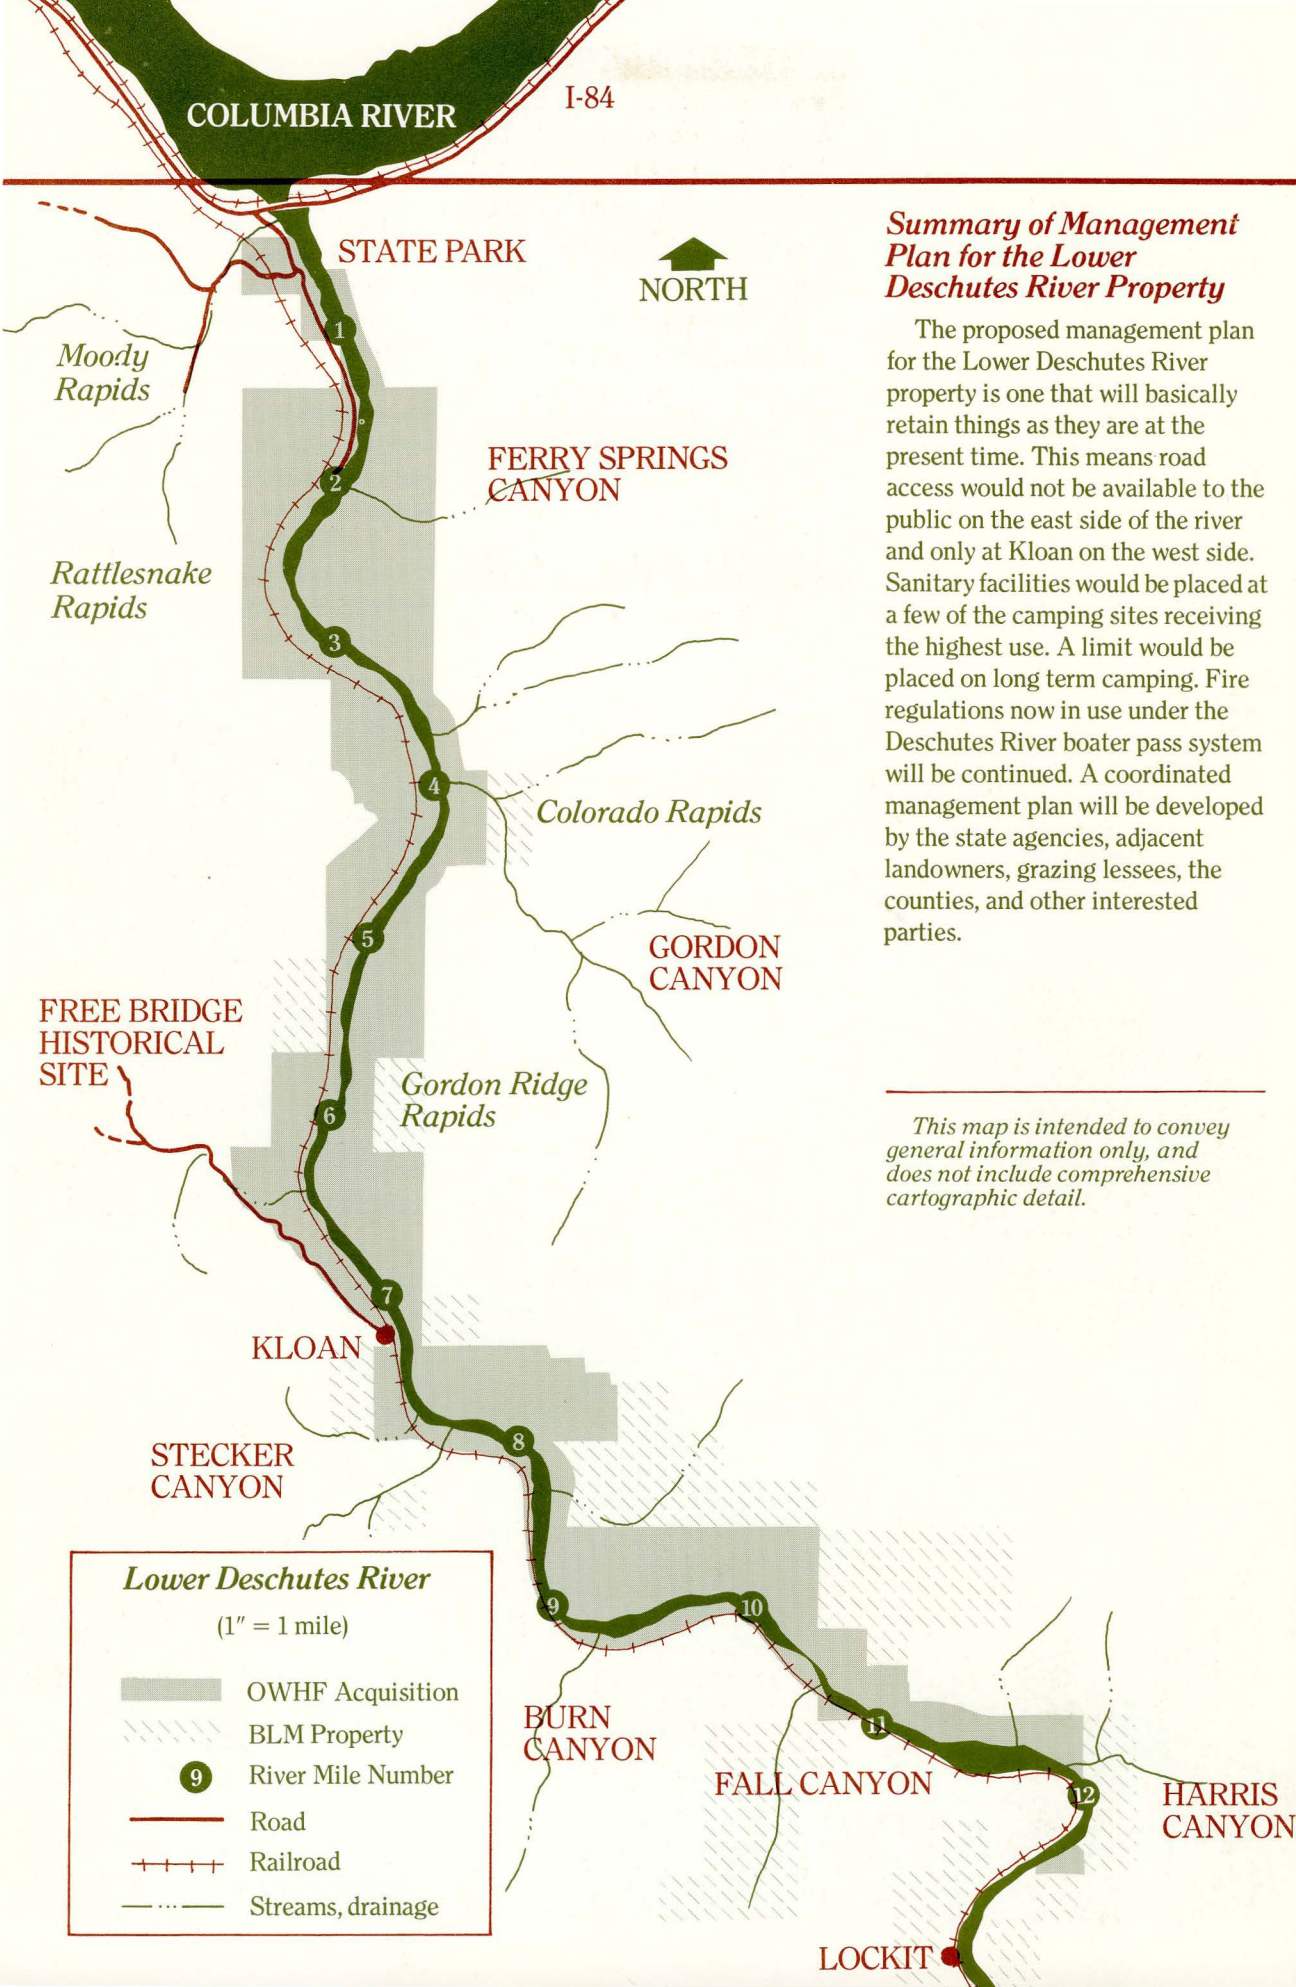 COLUMBIA RIVER
I-84
STATE PARK
NORTH
Summary of Management
Plan for the Lower
Deschutes River Property
The proposed management plan
for the Lower Deschutes River
property is one that will basically
retain things as they are at the
present time. This means road
access would not be available to the
public on the east side of the river
and only at Kloan on the west side.
Sanitary facilities would be placed at
a few of the camping sites receiving
the highest use. A limit would be
placed on long term camping. Fire
regulations now in use under the
Deschutes River boater pass system
will be continued. A coordinated
management plan will be developed
by the state agencies, adjacent
landowners, grazing lessees, the
counties, and other interested
parties.
This map is intended to convey
general information only, and
does not include comprehensive
cartographic detail.
1
Moody
Rapids
FERRY SPRINGS
CANYON
2
Rattlesnake
Rapids
3
4
Colorado Rapids
5
GORDON
CANYON
FREE BRIDGE
HISTORICAL
SITE
Gordon Ridge
Rapids
6
7
KLOAN
8
STECKER
CANYON
9
10
BURN
CANYON
11
FALL CANYON
12
HARRIS
CANYON
LOCKIT
Lower Deschutes River
(1″ = 1 mile)
OWHF Acquisition
BLM Property
9 River Mile Number
Road
Railroad
Streams, drainage